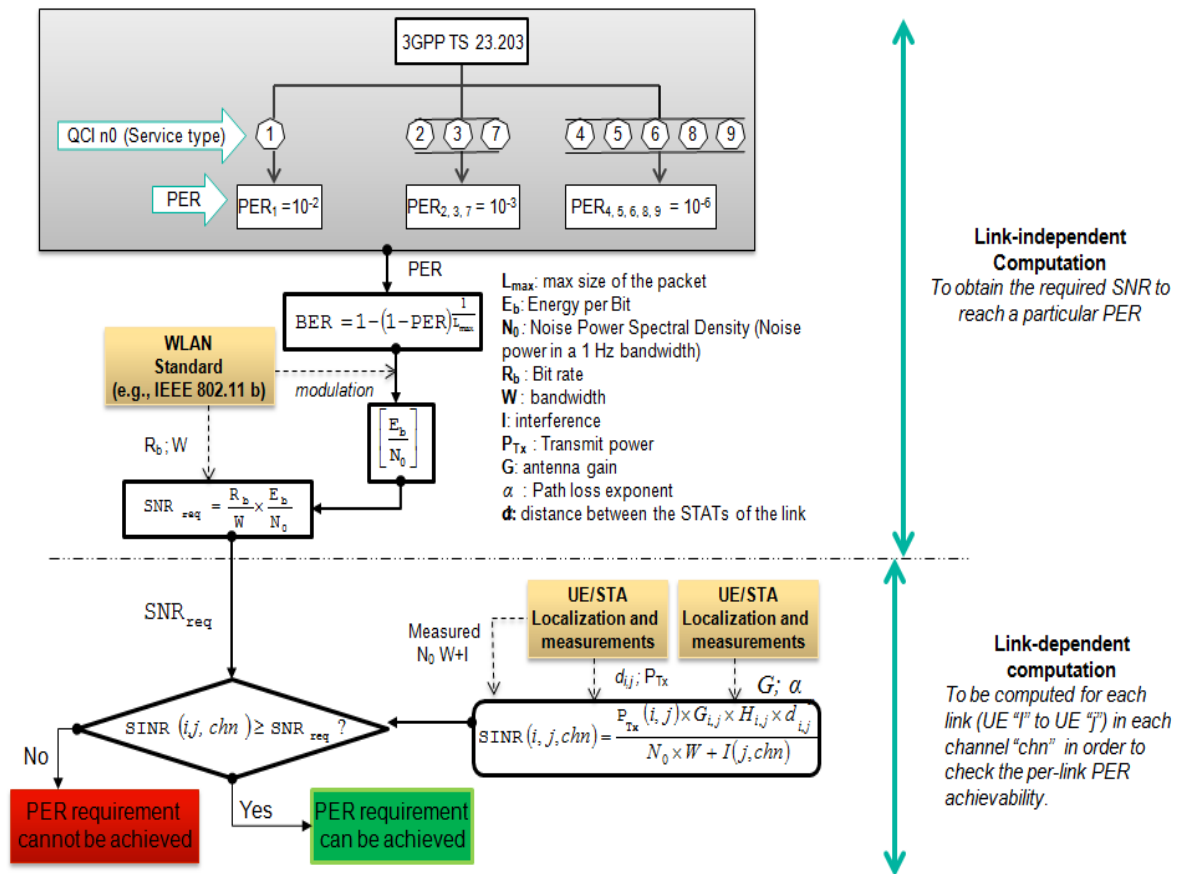 3GPP TS 23.203
QCI n0 (Service type)
1
2 3 7
4 5 6 8 9
PER
PER1 =10-2
PER2, 3, 7 = 10-3
PER4, 5, 6, 8, 9 = 10-6
PER
BER = 1-(1-PER)^(1/Lmax)
WLAN
Standard
(e.g., IEEE 802.11 b)
modulation
Rb; W
[Eb/N0]
SNR req = Rb/W × Eb/N0
Lmax: max size of the packet
Eb: Energy per Bit
N0: Noise Power Spectral Density (Noise
power in a 1 Hz bandwidth)
Rb : Bit rate
W: bandwidth
I: interference
PTx : Transmit power
G: antenna gain
α : Path loss exponent
d: distance between the STATs of the link
Link-independent
Computation
To obtain the required SNR to
reach a particular PER
SNRreq
UE/STA
Localization and
measurements
UE/STA
Localization and
measurements
Measured
N0 W+I
di,j; PTx
G; α
SINR(i, j, chn) = PTx(i, j) × Gi,j × Hi,j × di,j / N0 × W + I(j, chn)
SINR (i,j, chn) ≥ SNR req ?
No
Yes
PER requirement
cannot be achieved
PER requirement
can be achieved
Link-dependent
computation
To be computed for each
link (UE “I” to UE “j”) in each
channel “chn” in order to
check the per-link PER
achievability.